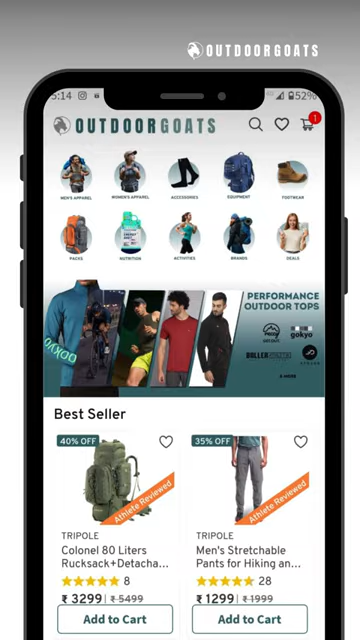 OUTDOORGOATS
5:14
52%
OUTDOORGOATS
1
MEN'S APPAREL
WOMEN'S APPAREL
ACCESSORIES
EQUIPMENT
FOOTWEAR
PACKS
NUTRITION
ACTIVITIES
BRANDS
DEALS
PERFORMANCE
OUTDOOR TOPS
gokyo
& MORE
Best Seller
40% OFF
35% OFF
Athlete Reviewed
Athlete Reviewed
TRIPOLE
TRIPOLE
Colonel 80 Liters
Rucksack+Detacha...
Men's Stretchable
Pants for Hiking an...
8
28
₹ 3299 ₹ 5499
₹ 1299 ₹ 1999
Add to Cart
Add to Cart